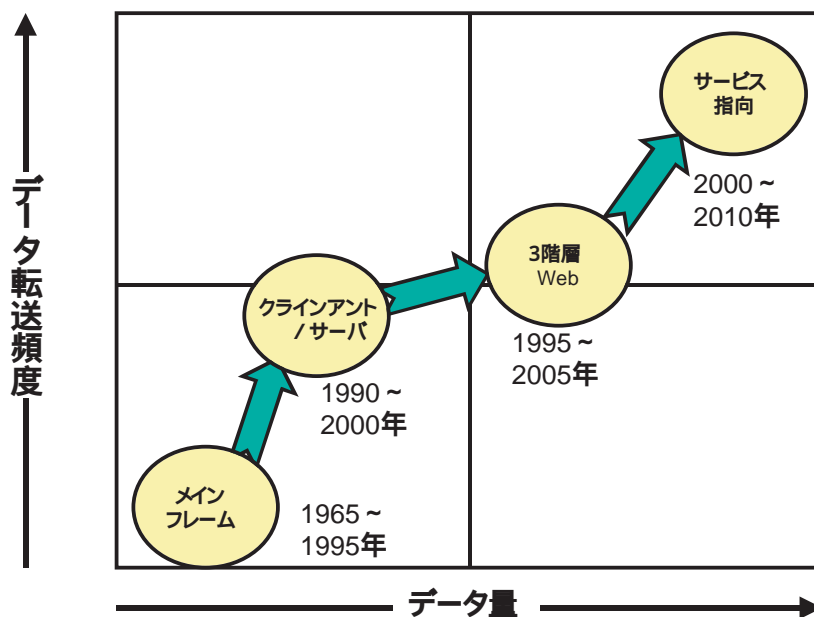 データ転送頻度
サービス
指向
2000～
2010年
3階層
Web
1995～
2005年
クラインアント
/サーバ
1990～
2000年
メイン
フレーム
1965～
1995年
データ量